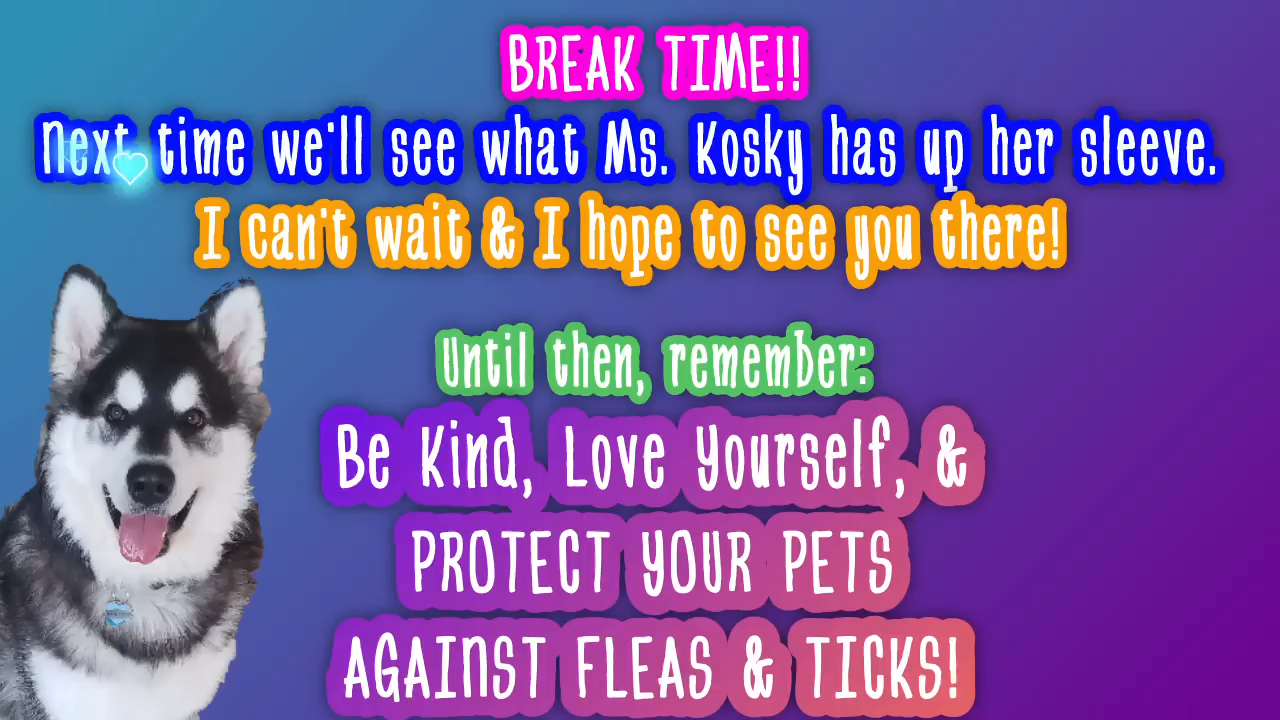 BREAK TIME!!
Next time we'll see what Ms. Kosky has up her sleeve.
I can't wait & I hope to see you there!
Until then, remember:
Be Kind, Love Yourself, &
PROTECT YOUR PETS
AGAINST FLEAS & TICKS!